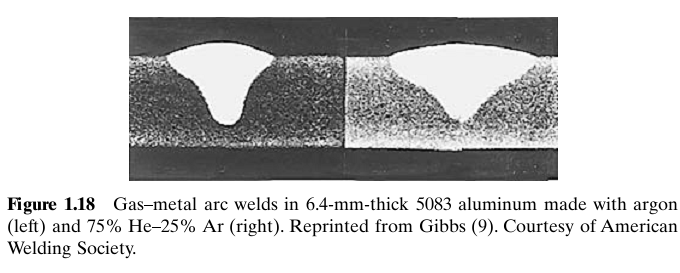 Figure 1.18 Gas–metal arc welds in 6.4-mm-thick 5083 aluminum made with argon
(left) and 75% He–25% Ar (right). Reprinted from Gibbs (9). Courtesy of American
Welding Society.